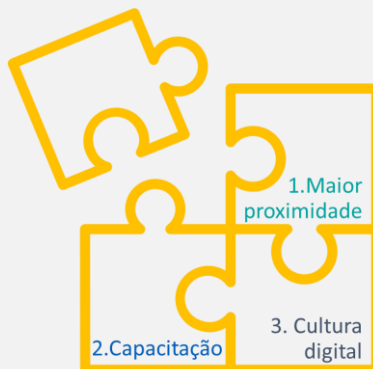 1.Maior
proximidade
2.Capacitação
3. Cultura
digital